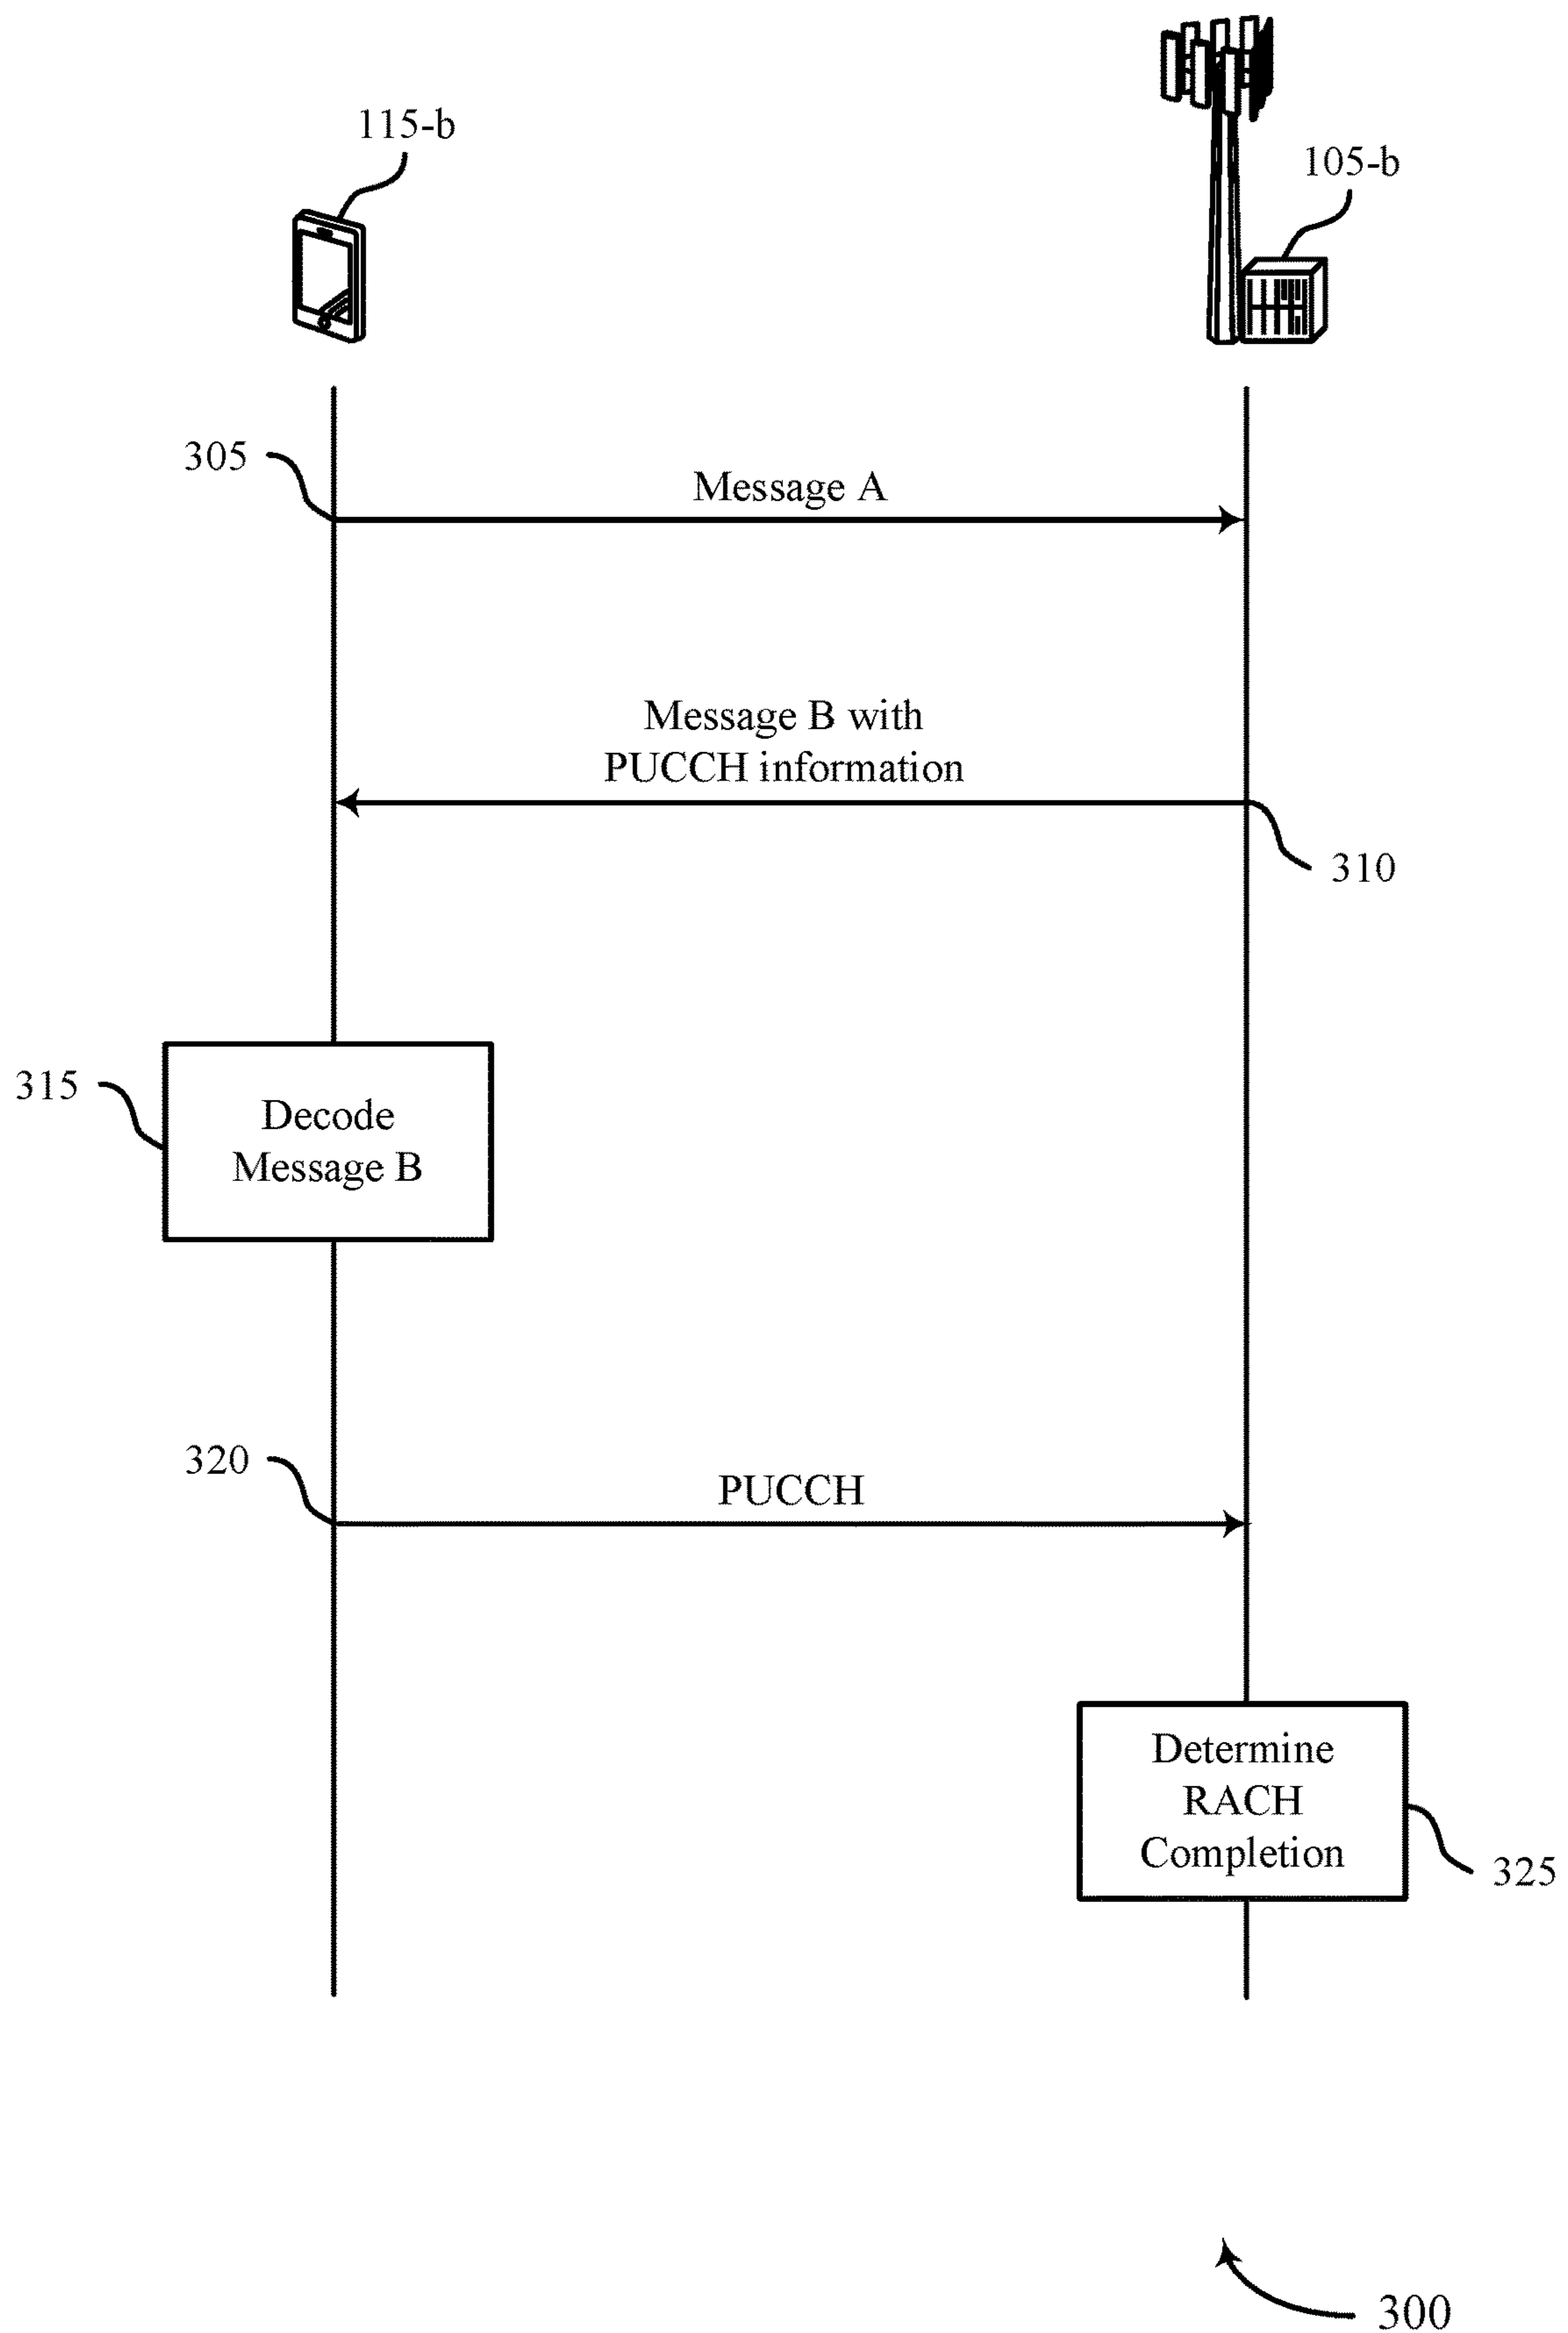 115-b
105-b
305
Message A
Message B with
PUCCH information
310
315
Decode
Message B
320
PUCCH
Determine
RACH
Completion
325
300